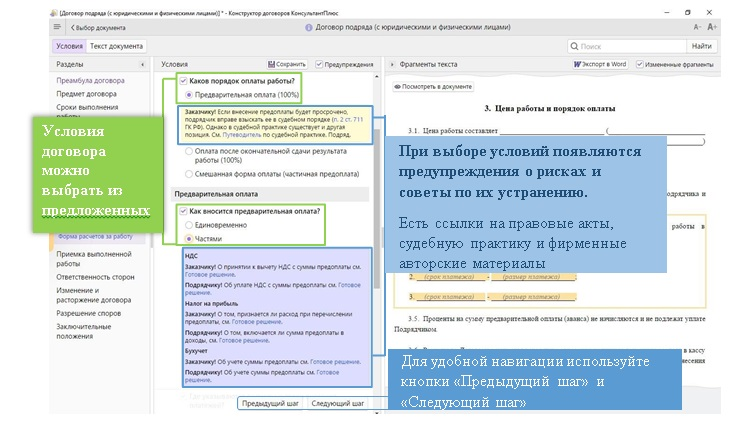 [Договор подряда (с юридическими и физическими лицами)] * - Конструктор договоров КонсультантПлюс
Выбор документа
Договор подряда (с юридическими и физическими лицами)
A- A+
Условия
Текст документа
Поиск
Найти
Разделы
Условия
Сохранить
Предупреждения
Фрагменты текста
Экспорт в Word
Измененные фрагменты
Преамбула договора
Предмет договора
Сроки выполнения
Форма расчетов за работу
Приемка выполненной
работы
Ответственность сторон
Изменение и
расторжение договора
Разрешение споров
Заключительные
положения
Условия
договора
можно
выбрать из
предложенных
Каков порядок оплаты работы?
Предварительная оплата (100%)
Заказчику! Если внесение предоплаты будет просрочено,
подрядчик вправе взыскать ее в судебном порядке (п. 2 ст. 711
ГК РФ). Однако в судебной практике существует и другая
позиция. См. Путеводитель по судебной практике. Подряд.
Оплата после окончательной сдачи результата
работы (100%)
Смешанная форма оплаты (частичная предоплата)
Предварительная оплата
Как вносится предварительная оплата?
Единовременно
Частями
НДС
Заказчику! О принятии к вычету НДС с суммы предоплаты см.
Готовое решение.
Подрядчику! Об уплате НДС с суммы предоплаты см. Готовое
решение.
Налог на прибыль
Заказчику! О том, признается ли расход при перечислении
предоплаты, см. Готовое решение.
Подрядчику! О том, включается ли сумма предоплаты в
доходы, см. Готовое решение.
Бухучет
Заказчику! Об учете суммы предоплаты см. Готовое решение.
Подрядчику! Об учете суммы предоплаты см. Готовое
решение.
Предыдущий шаг
Следующий шаг
Посмотреть в документе
3. Цена работы и порядок оплаты
3.1. Цена работы составляет ______ (______
______)
При выборе условий появляются
предупреждения о рисках и
советы по их устранению.
Есть ссылки на правовые акты,
судебную практику и фирменные
авторские материалы
работы в
2. (срок платежа) - (размер платежа).
3. (срок платежа) - (размер платежа).
3.5. Проценты на сумму предварительной оплаты (аванса) не начисляются и не подлежат уплате
Подрядчиком.
в кассу
Для удобной навигации используйте
кнопки «Предыдущий шаг» и
«Следующий шаг»